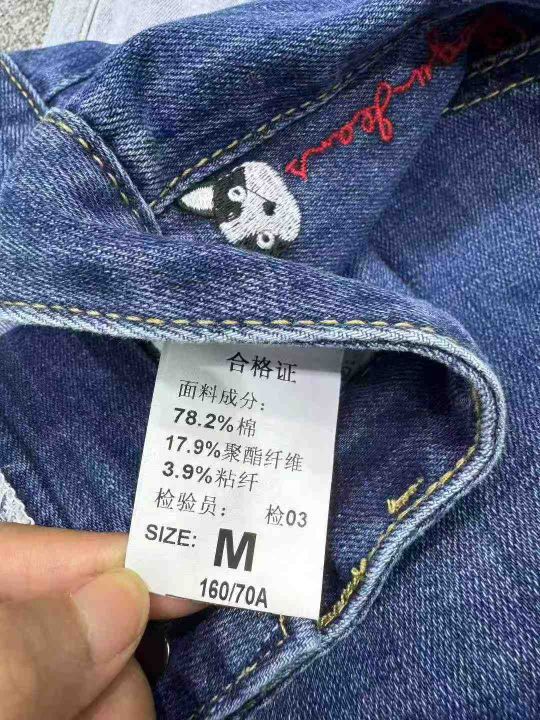 Jeans
合格证
面料成分：
78.2%棉
17.9%聚酯纤维
3.9%粘纤
检验员： 检03
SIZE: M
160/70A